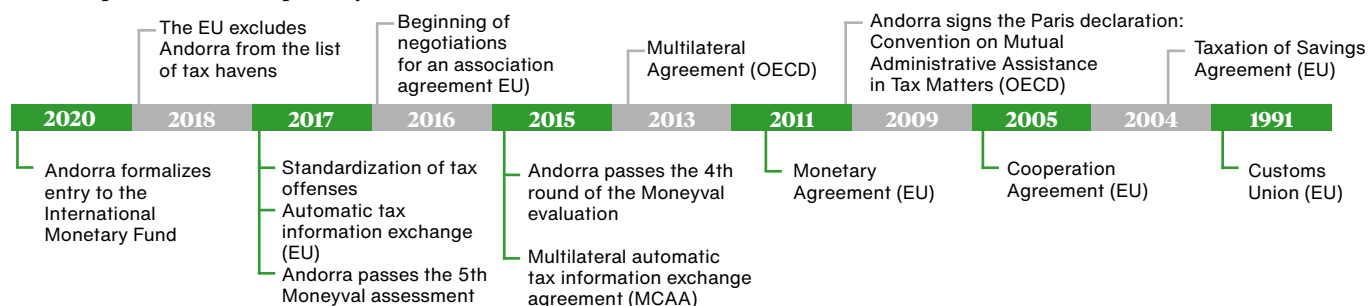 The EU excludes
Andorra from the list
of tax havens
Beginning of
negotiations
for an association
agreement EU)
Multilateral
Agreement (OECD)
Andorra signs the Paris declaration:
Convention on Mutual
Administrative Assistance
in Tax Matters (OECD)
Taxation of Savings
Agreement (EU)
2020
2018
2017
2016
2015
2013
2011
2009
2005
2004
1991
Andorra formalizes
entry to the
International
Monetary Fund
Standardization of tax
offenses
Automatic tax
information exchange
(EU)
Andorra passes the 5th
Moneyval assessment
Andorra passes the 4th
round of the Moneyval
evaluation
Multilateral automatic
tax information exchange
agreement (MCAA)
Monetary
Agreement (EU)
Cooperation
Agreement (EU)
Customs
Union (EU)